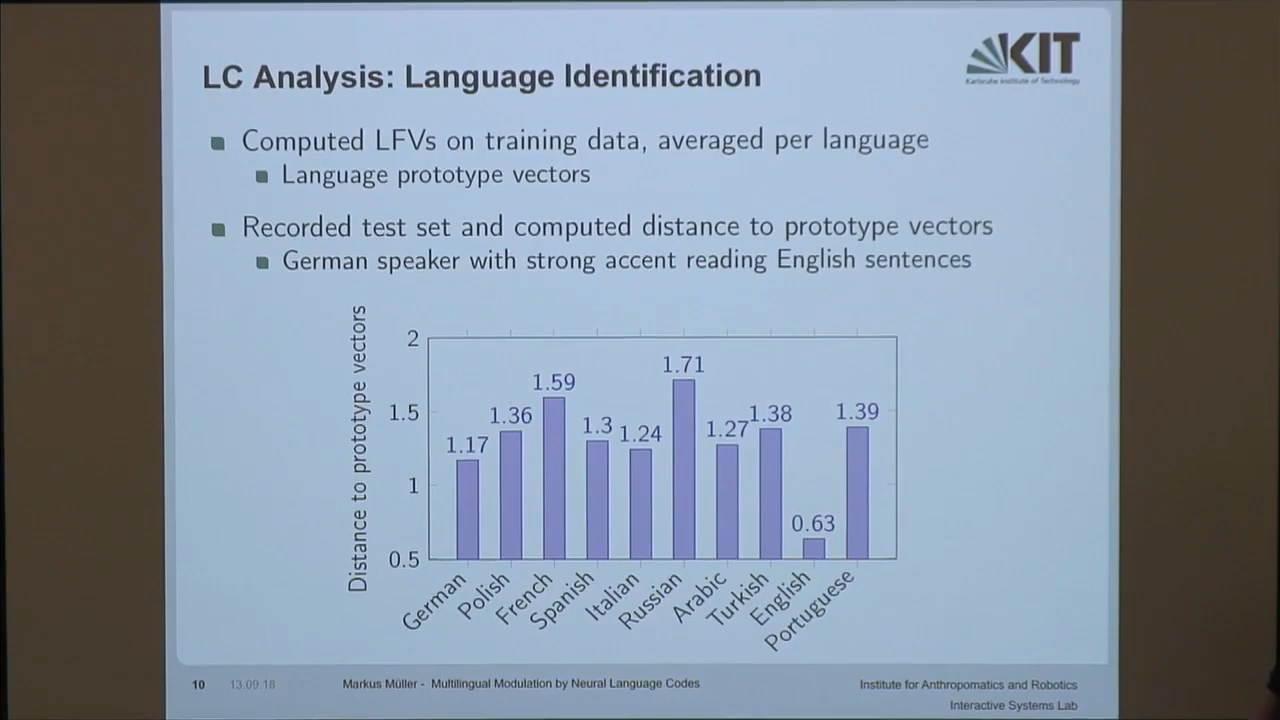 KIT
Karlsruhe Institute of Technology
LC Analysis: Language Identification
Computed LFVs on training data, averaged per language
Language prototype vectors
Recorded test set and computed distance to prototype vectors
German speaker with strong accent reading English sentences
Distance to prototype vectors
2
1.5
1
0.5
1.17
1.36
1.59
1.3
1.24
1.71
1.27
1.38
0.63
1.39
German
Polish
French
Spanish
Italian
Russian
Arabic
Turkish
English
Portuguese
10
13.09.18
Markus Müller - Multilingual Modulation by Neural Language Codes
Institute for Anthropomatics and Robotics
Interactive Systems Lab